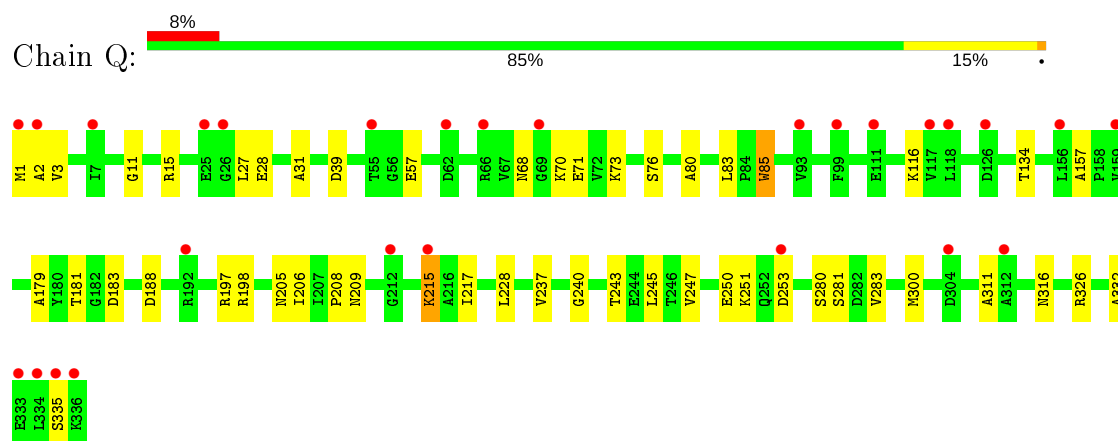 8%
Chain Q:
85% 15% •
M1 A2 V3 I7 G11 R15 E25 G26 L27 E28 A31 D39 T55 G56 E57 D62 R66 V67 N68 G69 K70 E71 V72 K73 S76 A80 L83 P84 W85 V93 F99 E111 K116 V117 L118 D126 T134 L156 A157 P158 V159
A179 Y180 T181 G182 D183 D188 R192 R197 R198 N205 I206 I207 P208 N209 G212 K215 A216 I217 L228 V237 G240 T243 E244 L245 T246 V247 E250 K251 Q252 D253 S280 S281 D282 V283 M300 D304 A311 A312 N316 R326 A332
E333 L334 S335 K336